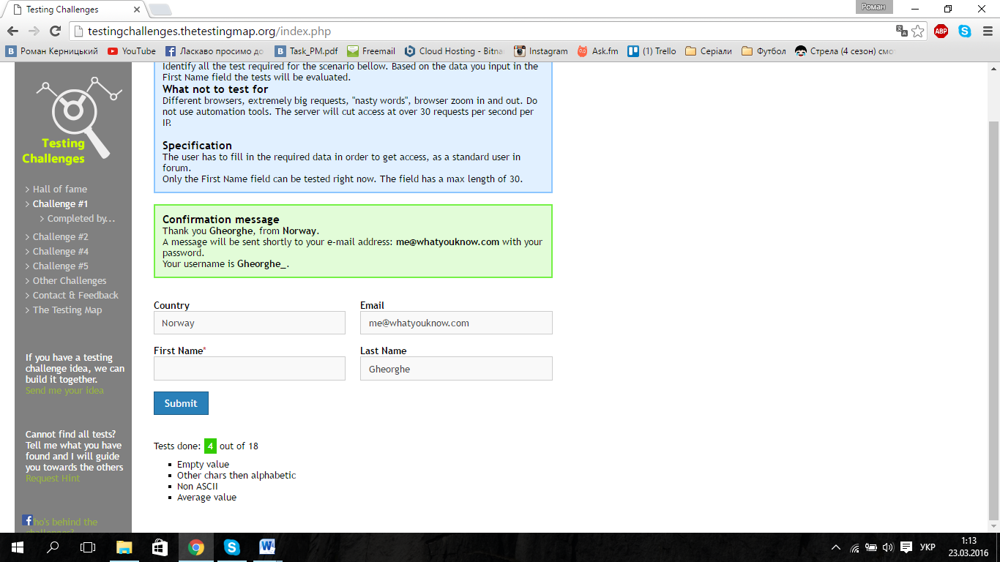 Testing Challenges
Роман
testingchallenges.thetestingmap.org/index.php
Роман Керницький
YouTube
Ласкаво просимо до
Task_PM.pdf
Freemail
Cloud Hosting - Bitna
Instagram
Ask.fm
(1) Trello
Серіали
Футбол
Стрела (4 сезон) смо
Testing
Challenges
Hall of fame
Challenge #1
Completed by...
Challenge #2
Challenge #4
Challenge #5
Other Challenges
Contact & Feedback
The Testing Map
If you have a testing
challenge idea, we can
build it together.
Send me your idea
Cannot find all tests?
Tell me what you have
found and I will guide
you towards the others
Request Hint
ho's behind the
challenges?
Identify all the test required for the scenario bellow. Based on the data you input in the
First Name field the tests will be evaluated.
What not to test for
Different browsers, extremely big requests, "nasty words", browser zoom in and out. Do
not use automation tools. The server will cut access at over 30 requests per second per
IP.
Specification
The user has to fill in the required data in order to get access, as a standard user in
forum.
Only the First Name field can be tested right now. The field has a max length of 30.
Confirmation message
Thank you Gheorghe, from Norway.
A message will be sent shortly to your e-mail address: me@whatyouknow.com with your
password.
Your username is Gheorghe_.
Country
Email
Norway
me@whatyouknow.com
First Name*
Last Name
Gheorghe
Submit
Tests done: 4 out of 18
Empty value
Other chars then alphabetic
Non ASCII
Average value
УКР
1:13
23.03.2016